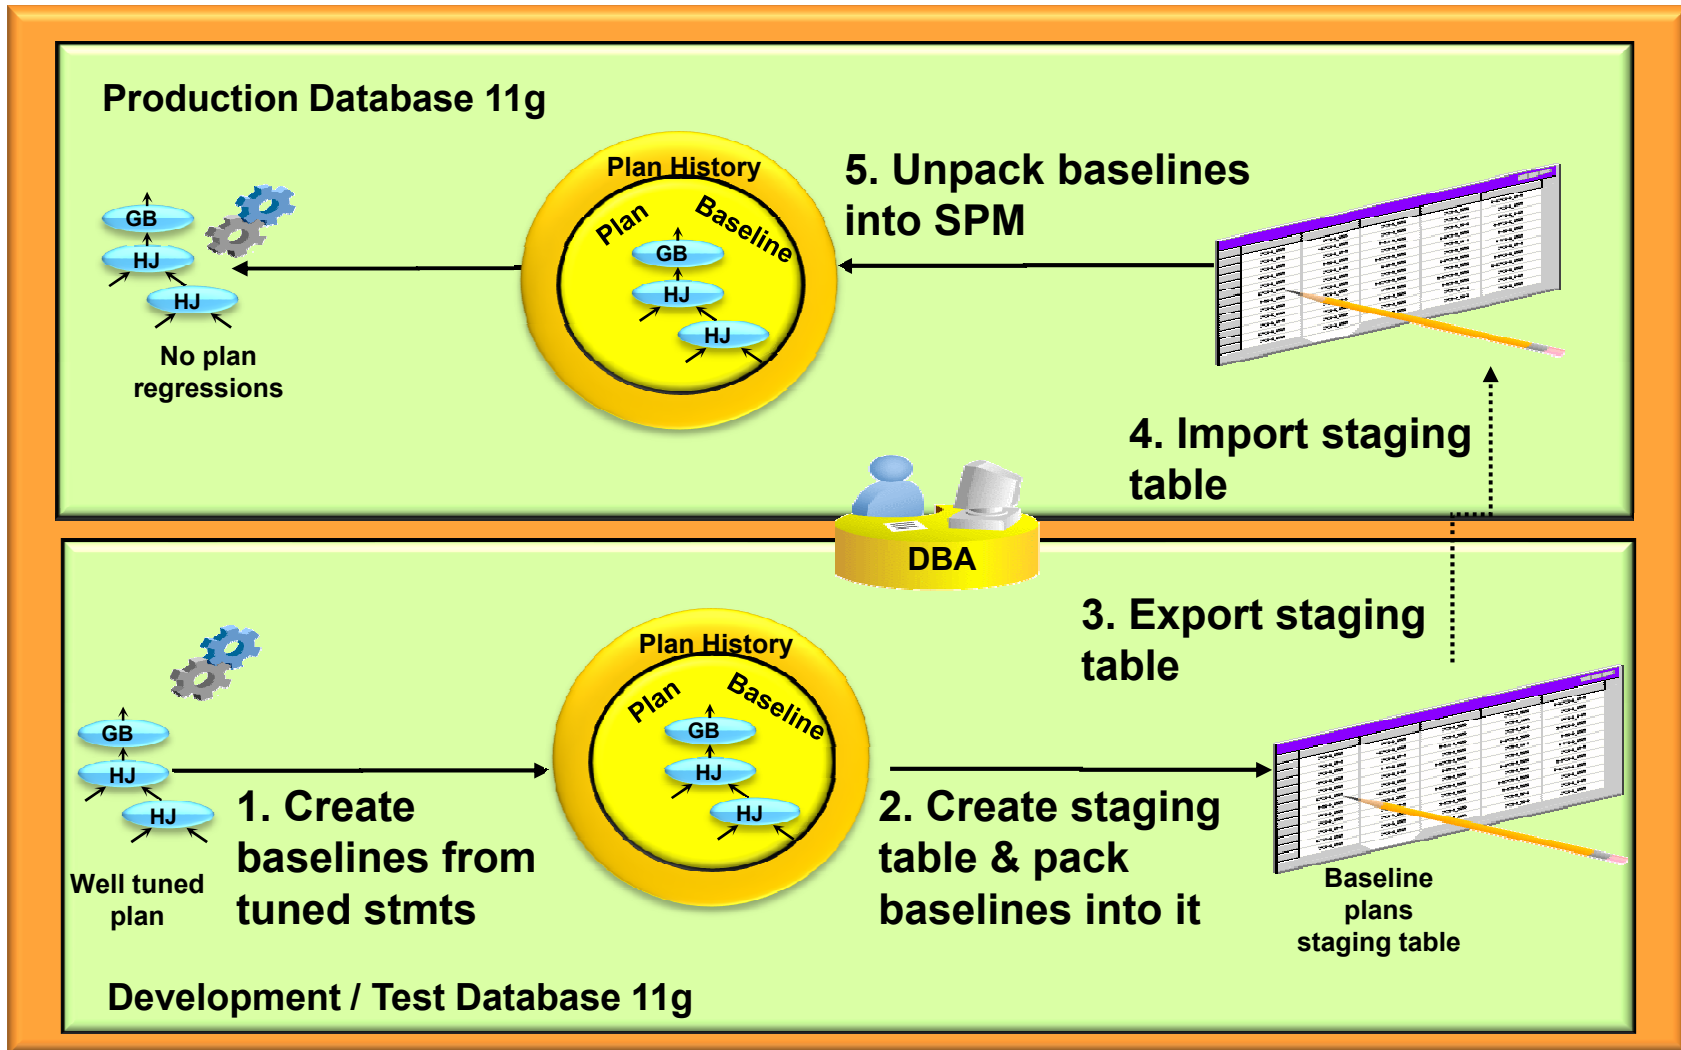 Production Database 11g
GB
HJ
HJ
No plan
regressions
Plan History
Plan Baseline
GB
HJ
HJ
5. Unpack baselines
into SPM
4. Import staging
table
DBA
3. Export staging
table
GB
HJ
HJ
Well tuned
plan
1. Create
baselines from
tuned stmts
Plan History
Plan Baseline
GB
HJ
HJ
2. Create staging
table & pack
baselines into it
Baseline
plans
staging table
Development / Test Database 11g